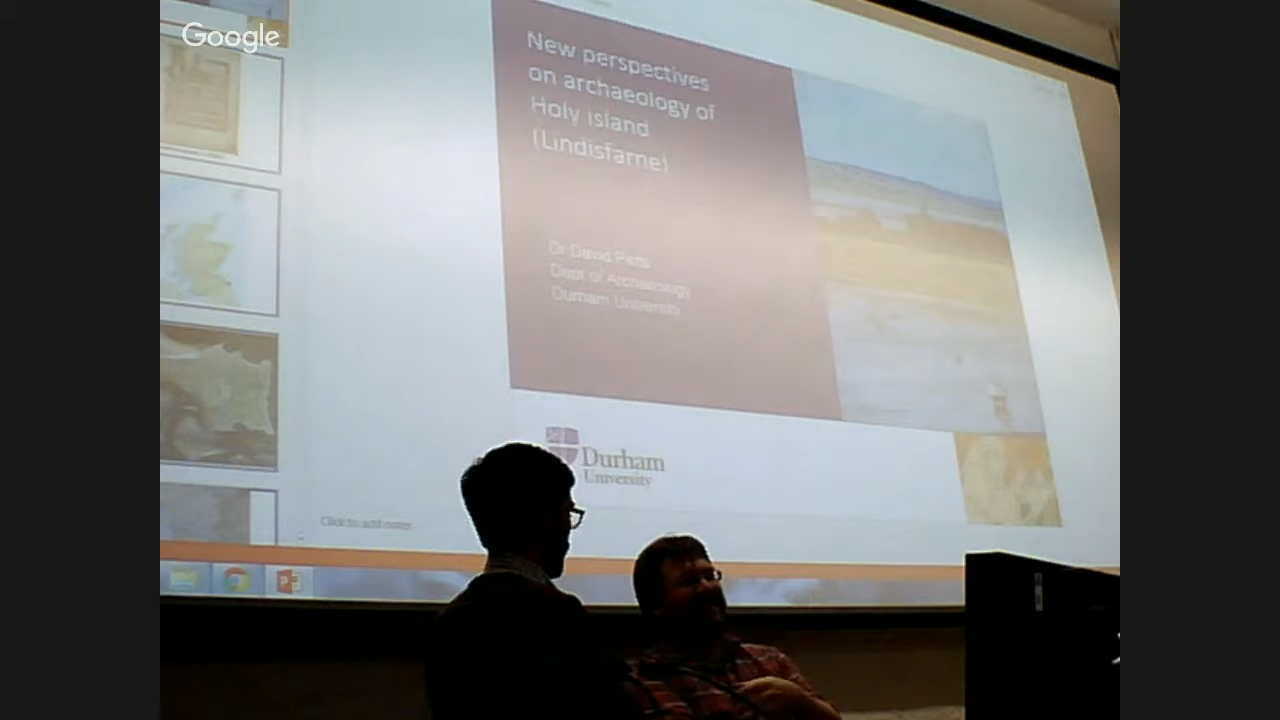 Google
New perspectives
on archaeology of
Holy island
(Lindisfarne)
Dr David Petts
Dept of Archaeology
Durham University
Durham
University
Click to add notes